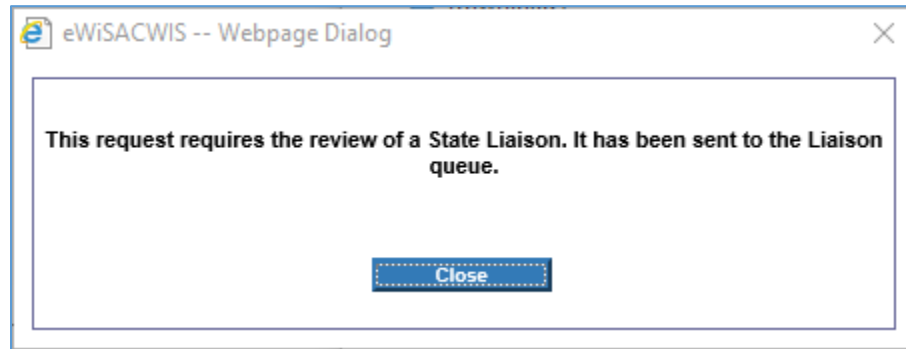 eWiSACWIS -- Webpage Dialog
This request requires the review of a State Liaison. It has been sent to the Liaison
queue.
Close